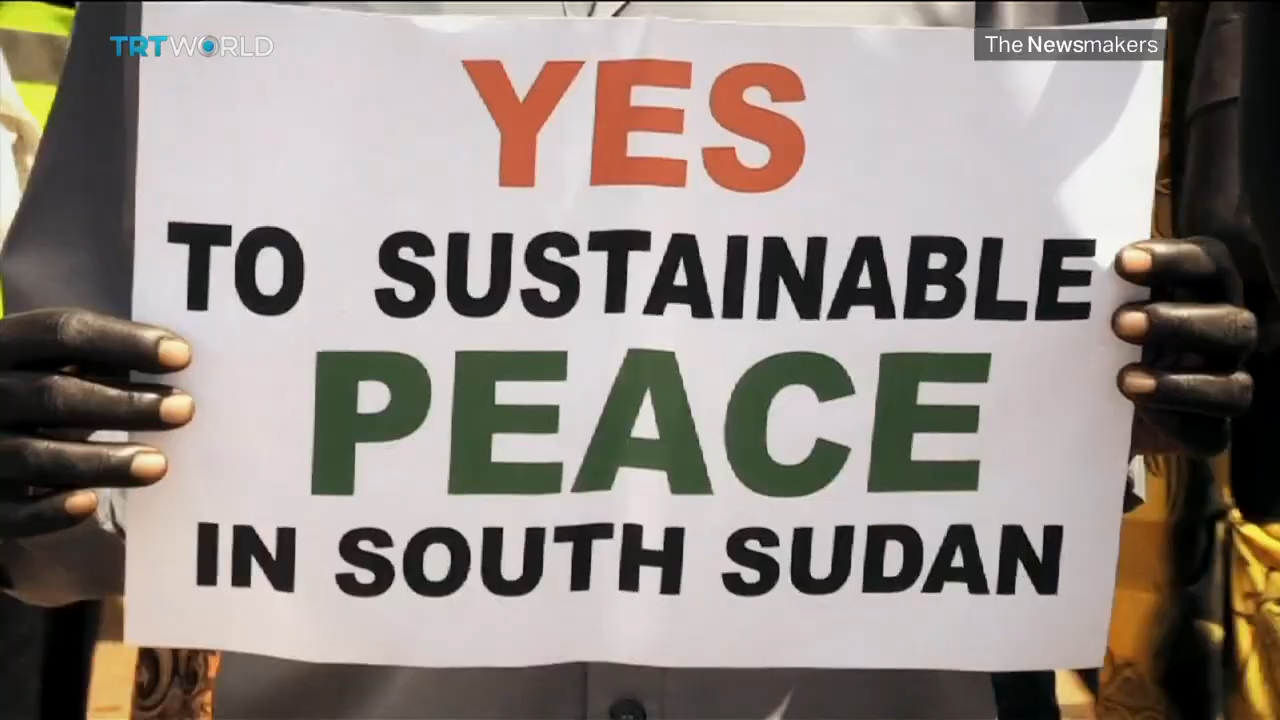 TRT WORLD
The Newsmakers
YES
TO SUSTAINABLE
PEACE
IN SOUTH SUDAN